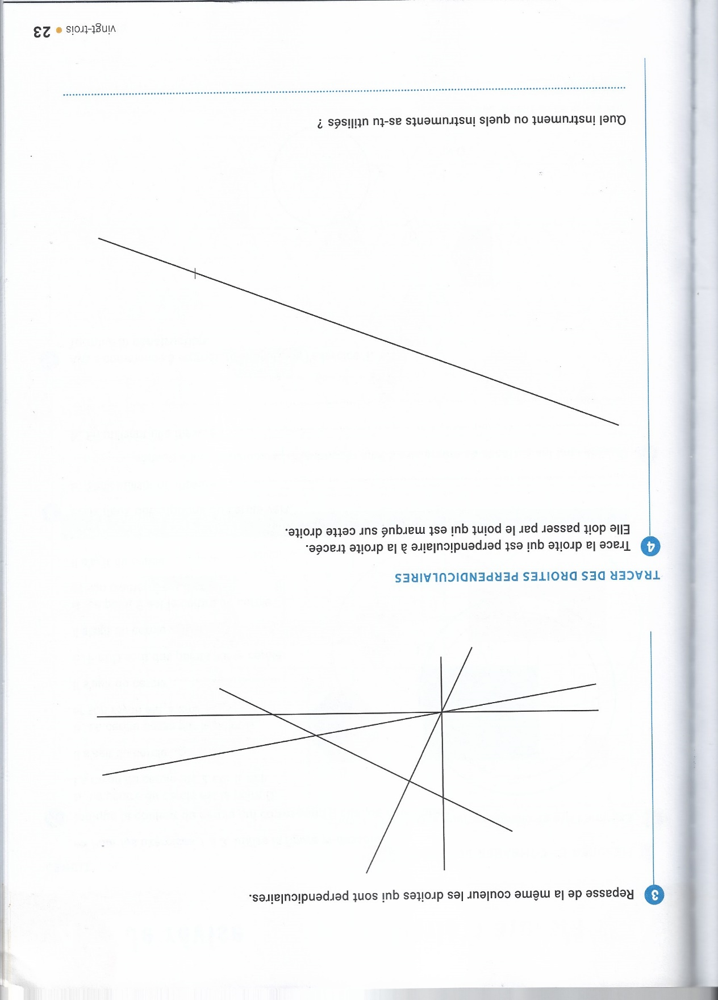 3 Repasse de la même couleur les droites qui sont perpendiculaires.
TRACER DES DROITES PERPENDICULAIRES
4 Trace la droite qui est perpendiculaire à la droite tracée.
Elle doit passer par le point qui est marqué sur cette droite.
Quel instrument ou quels instruments as-tu utilisés ?
vingt-trois • 23